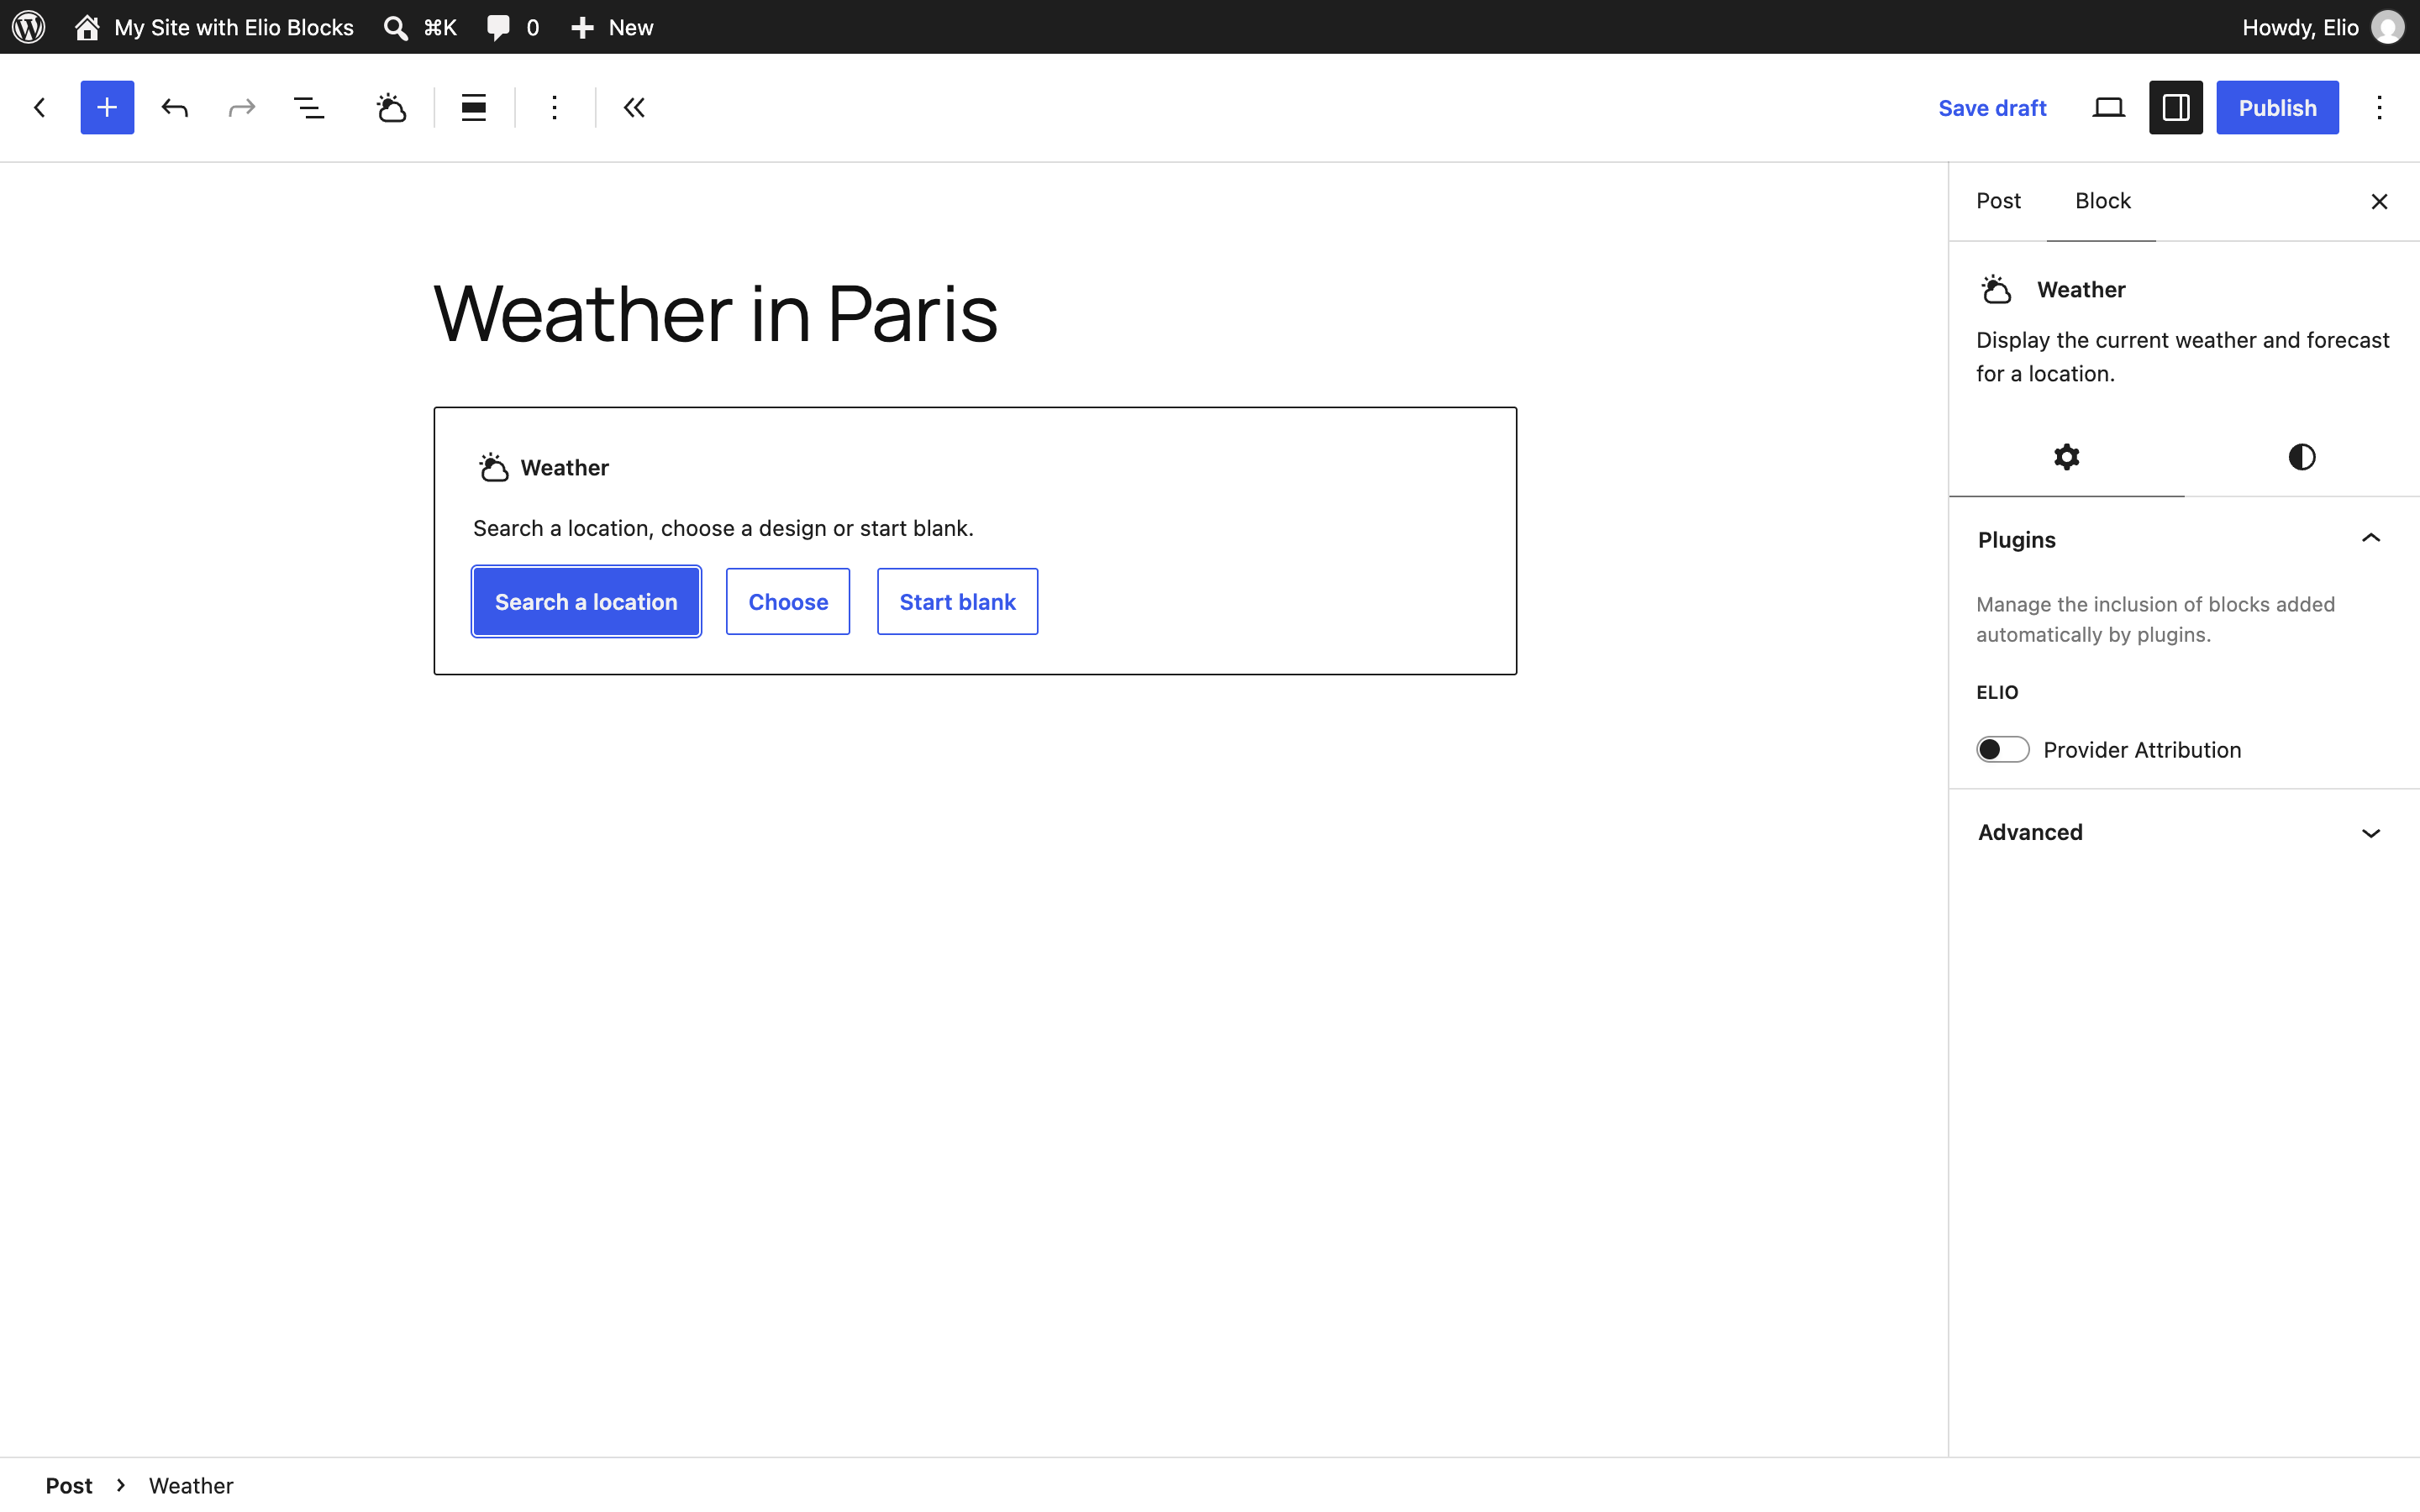 My Site with Elio Blocks ⌘K 0 New Howdy, Elio
Save draft Publish
Post Block
Weather in Paris
Weather
Search a location, choose a design or start blank.
Search a location Choose Start blank
Weather
Display the current weather and forecast
for a location.
Plugins
Manage the inclusion of blocks added
automatically by plugins.
ELIO
Provider Attribution
Advanced
Post › Weather